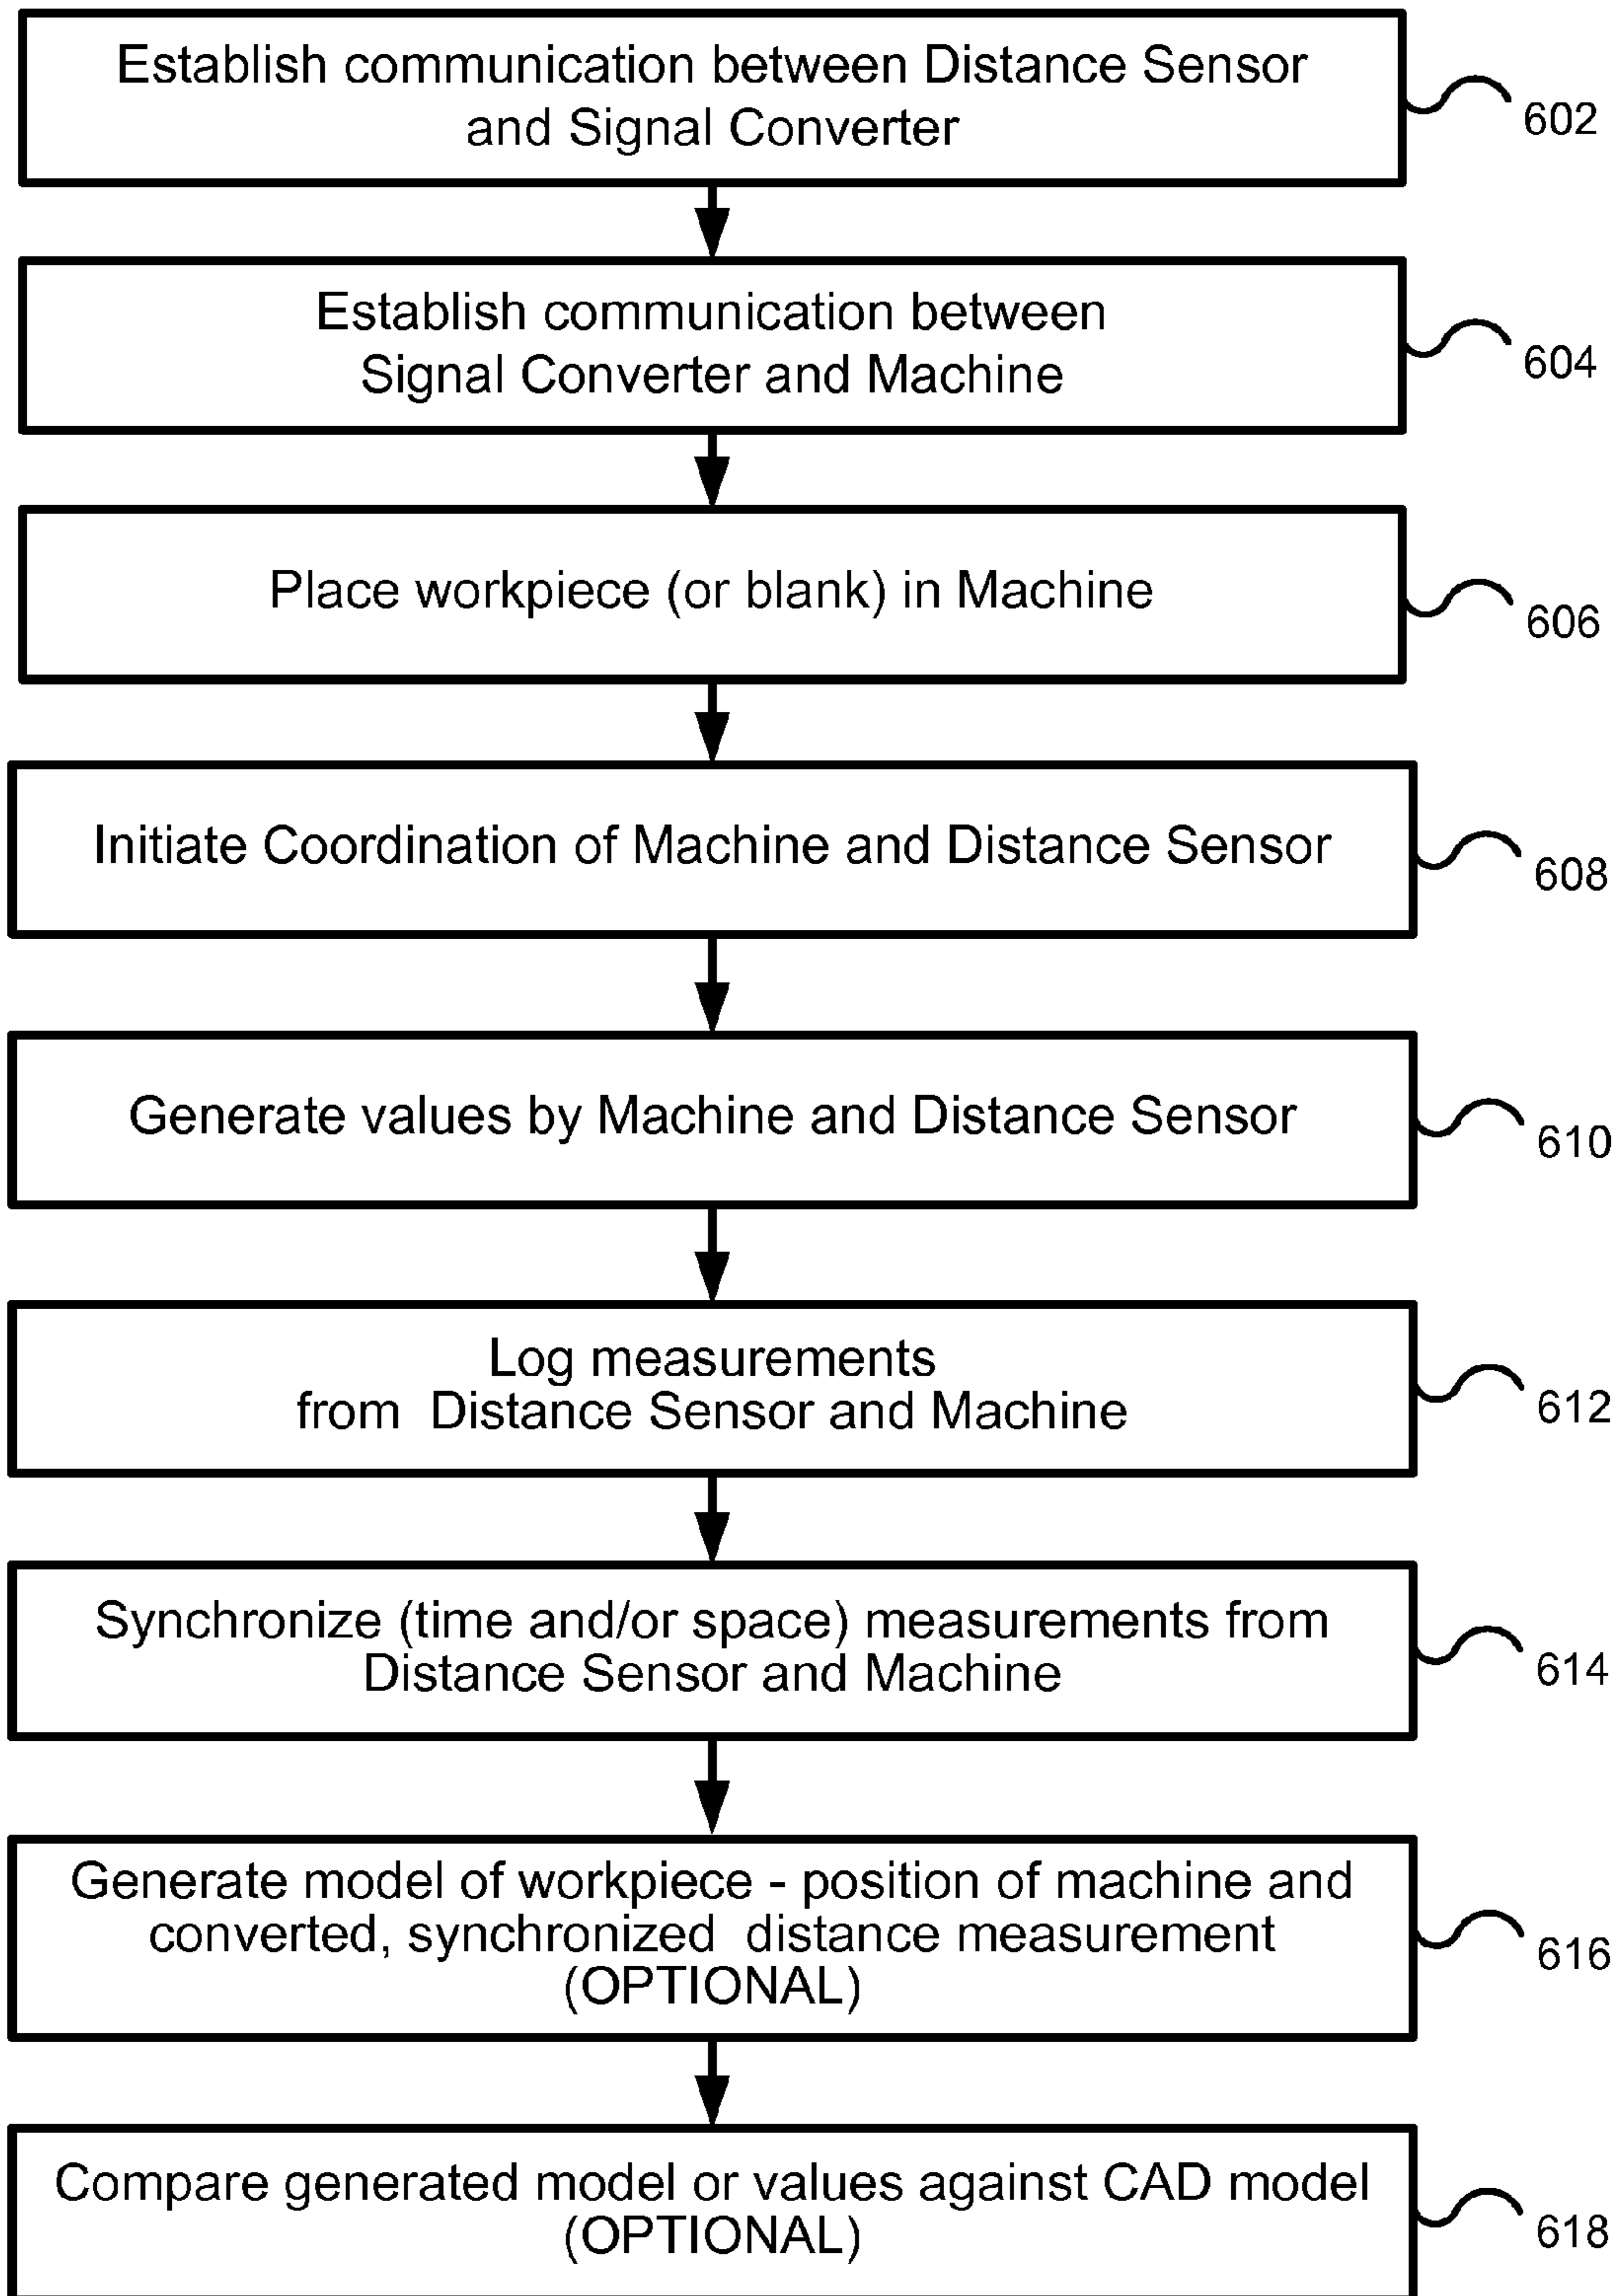 Establish communication between Distance Sensor
and Signal Converter
602
Establish communication between
Signal Converter and Machine
604
Place workpiece (or blank) in Machine
606
Initiate Coordination of Machine and Distance Sensor
608
Generate values by Machine and Distance Sensor
610
Log measurements
from Distance Sensor and Machine
612
Synchronize (time and/or space) measurements from
Distance Sensor and Machine
614
Generate model of workpiece - position of machine and
converted, synchronized distance measurement
(OPTIONAL)
616
Compare generated model or values against CAD model
(OPTIONAL)
618